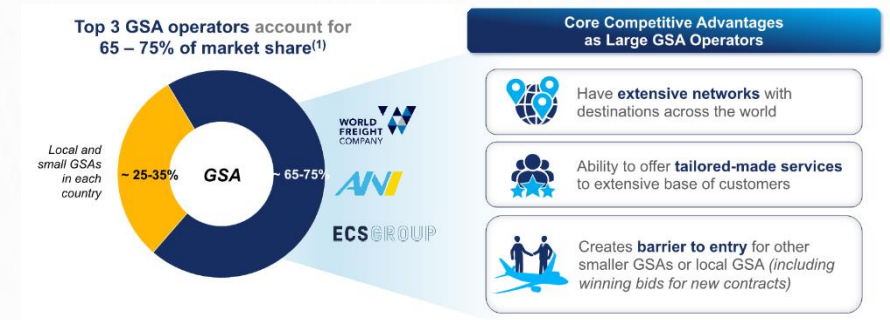 Top 3 GSA operators account for
65 – 75% of market share(1)
Local and
small GSAs
in each
country
~ 25-35%
GSA
~ 65-75%
WORLD
FREIGHT
COMPANY
ANI
ECSGROUP
Core Competitive Advantages
as Large GSA Operators
Have extensive networks with
destinations across the world
Ability to offer tailored-made services
to extensive base of customers
Creates barrier to entry for other
smaller GSAs or local GSA (including
winning bids for new contracts)